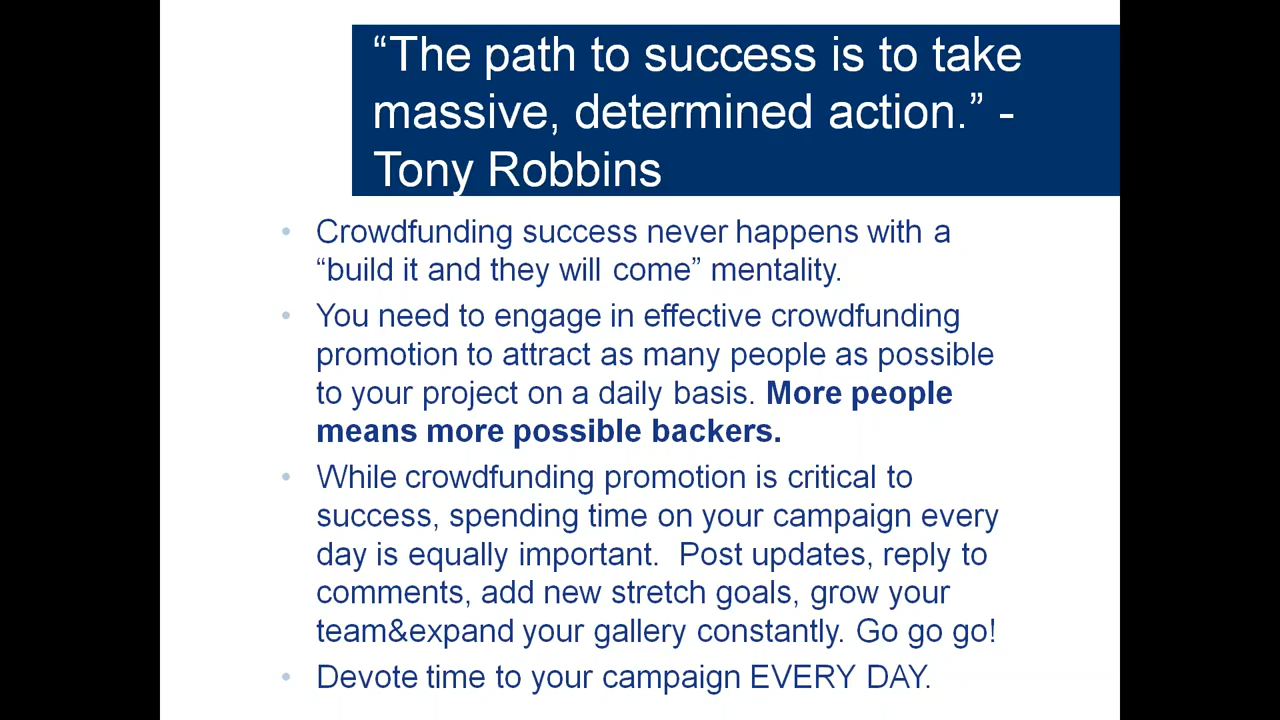 “The path to success is to take
massive, determined action.” -
Tony Robbins
• Crowdfunding success never happens with a
“build it and they will come” mentality.
• You need to engage in effective crowdfunding
promotion to attract as many people as possible
to your project on a daily basis. More people
means more possible backers.
• While crowdfunding promotion is critical to
success, spending time on your campaign every
day is equally important.  Post updates, reply to
comments, add new stretch goals, grow your
team&expand your gallery constantly. Go go go!
• Devote time to your campaign EVERY DAY.